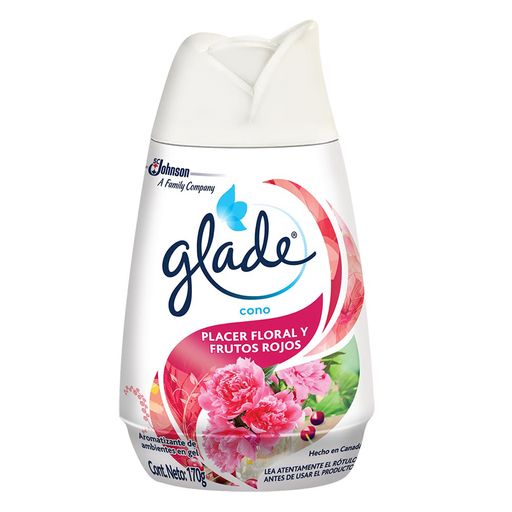 SC Johnson
A Family Company
glade®
cono
PLACER FLORAL Y
FRUTOS ROJOS
Aromatizante de
ambientes en gel
Cont. Neto: 170g
Hecho en Canadá
LEA ATENTAMENTE EL RÓTULO
ANTES DE USAR EL PRODUCTO